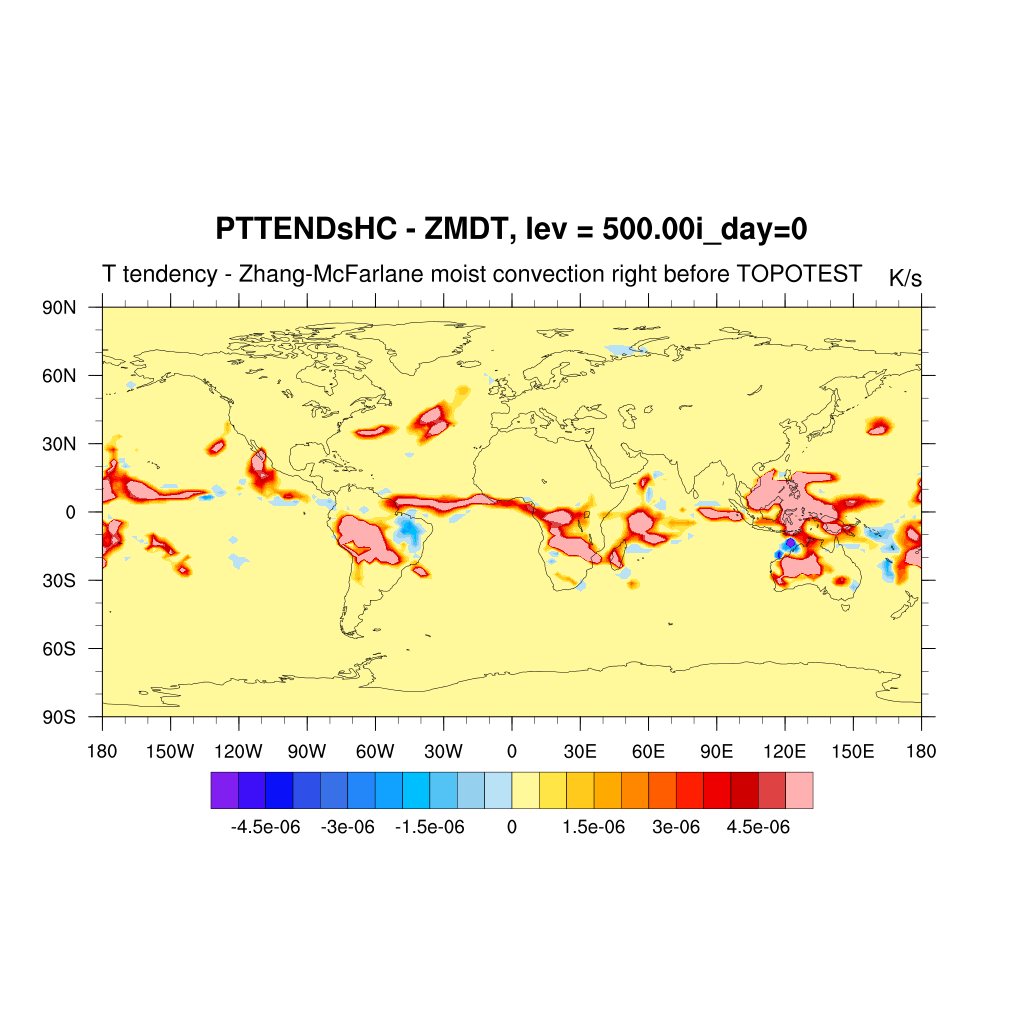 PTTENDsHC - ZMDT, lev = 500.00i_day=0
T tendency - Zhang-McFarlane moist convection right before TOPOTEST K/s
90N
60N
30N
0
30S
60S
90S
180 150W 120W 90W 60W 30W 0 30E 60E 90E 120E 150E 180
-4.5e-06 -3e-06 -1.5e-06 0 1.5e-06 3e-06 4.5e-06